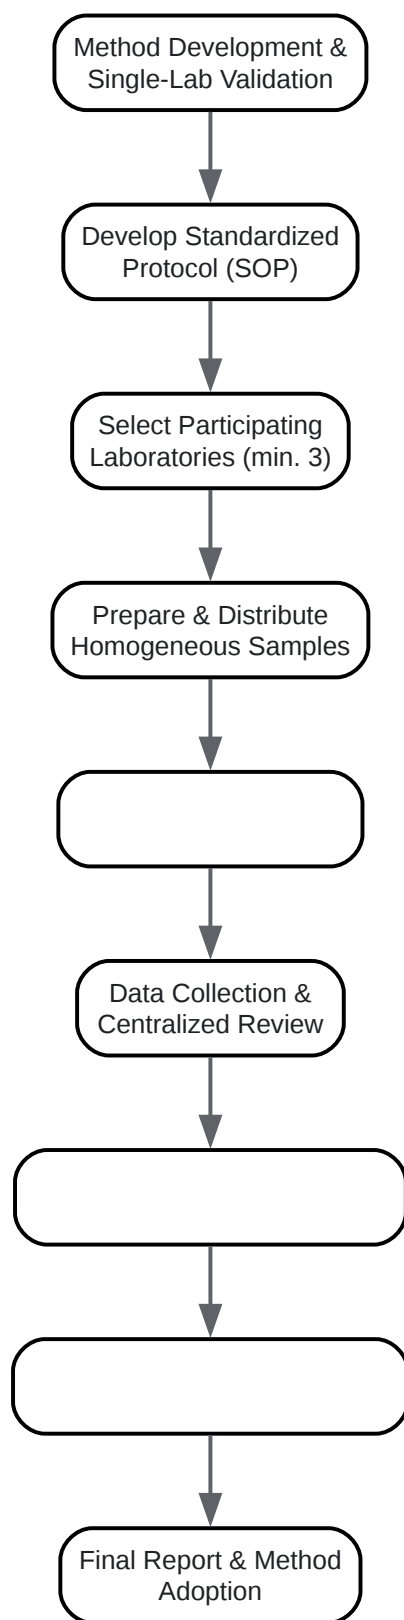 Method Development &
Single-Lab Validation
Develop Standardized
Protocol (SOP)
Select Participating
Laboratories (min. 3)
Prepare & Distribute
Homogeneous Samples
Data Collection &
Centralized Review
Final Report & Method
Adoption